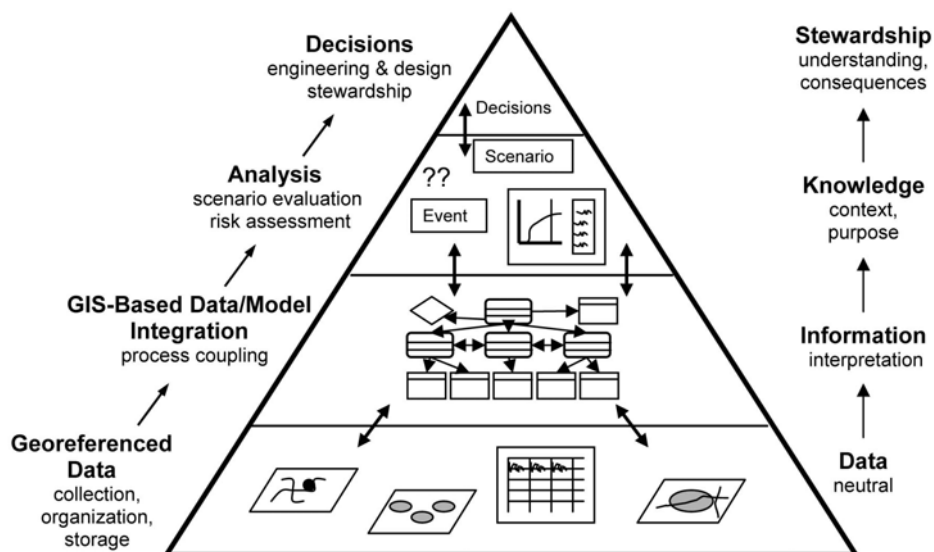 Decisions
engineering & design
stewardship
Analysis
scenario evaluation
risk assessment
GIS-Based Data/Model
Integration
process coupling
Georeferenced
Data
collection,
organization,
storage
Decisions
Scenario
??
Event
Stewardship
understanding,
consequences
Knowledge
context,
purpose
Information
interpretation
Data
neutral